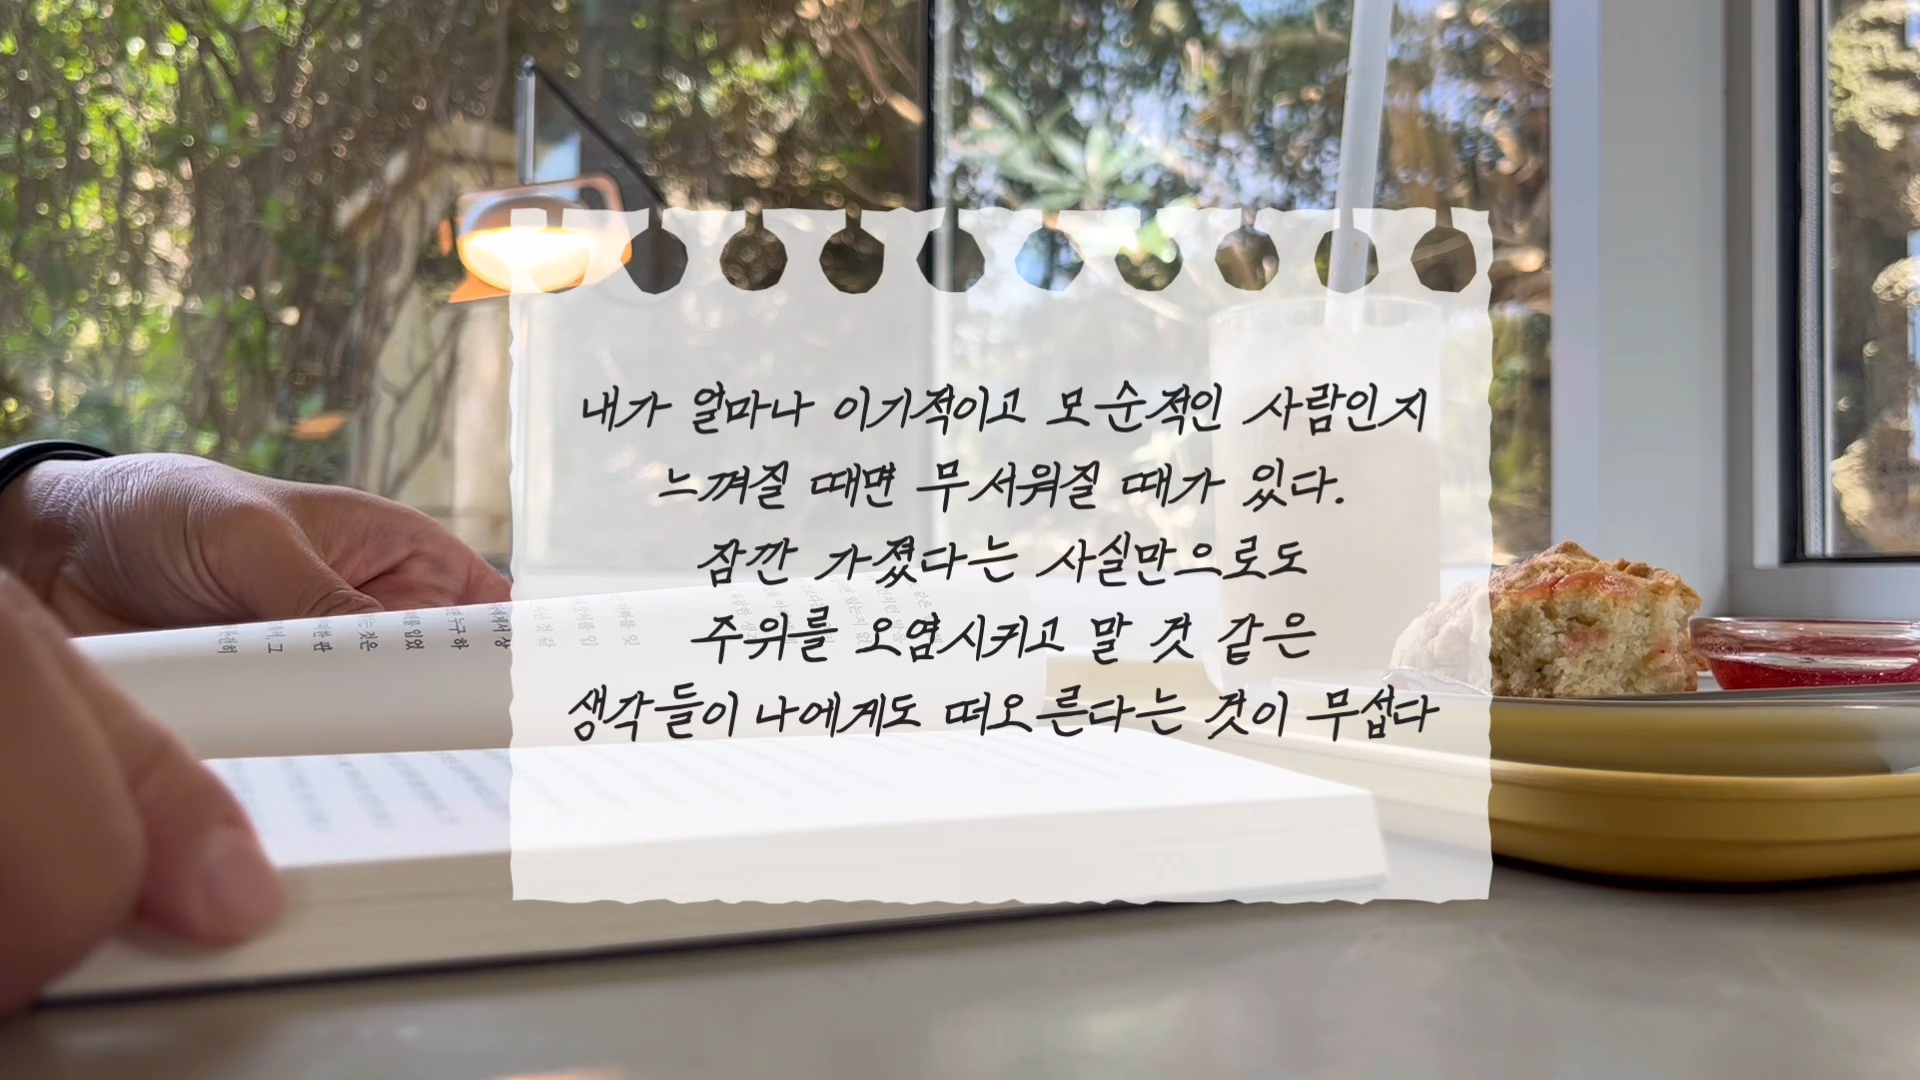 내가 얼마나 이기적이고 모순적인 사람인지
느껴질 때면 무서워질 때가 있다.
잠깐 가졌다는 사실만으로도
주위를 오염시키고 말 것 같은
생각들이 나에게도 떠오른다는 것이 무섭다